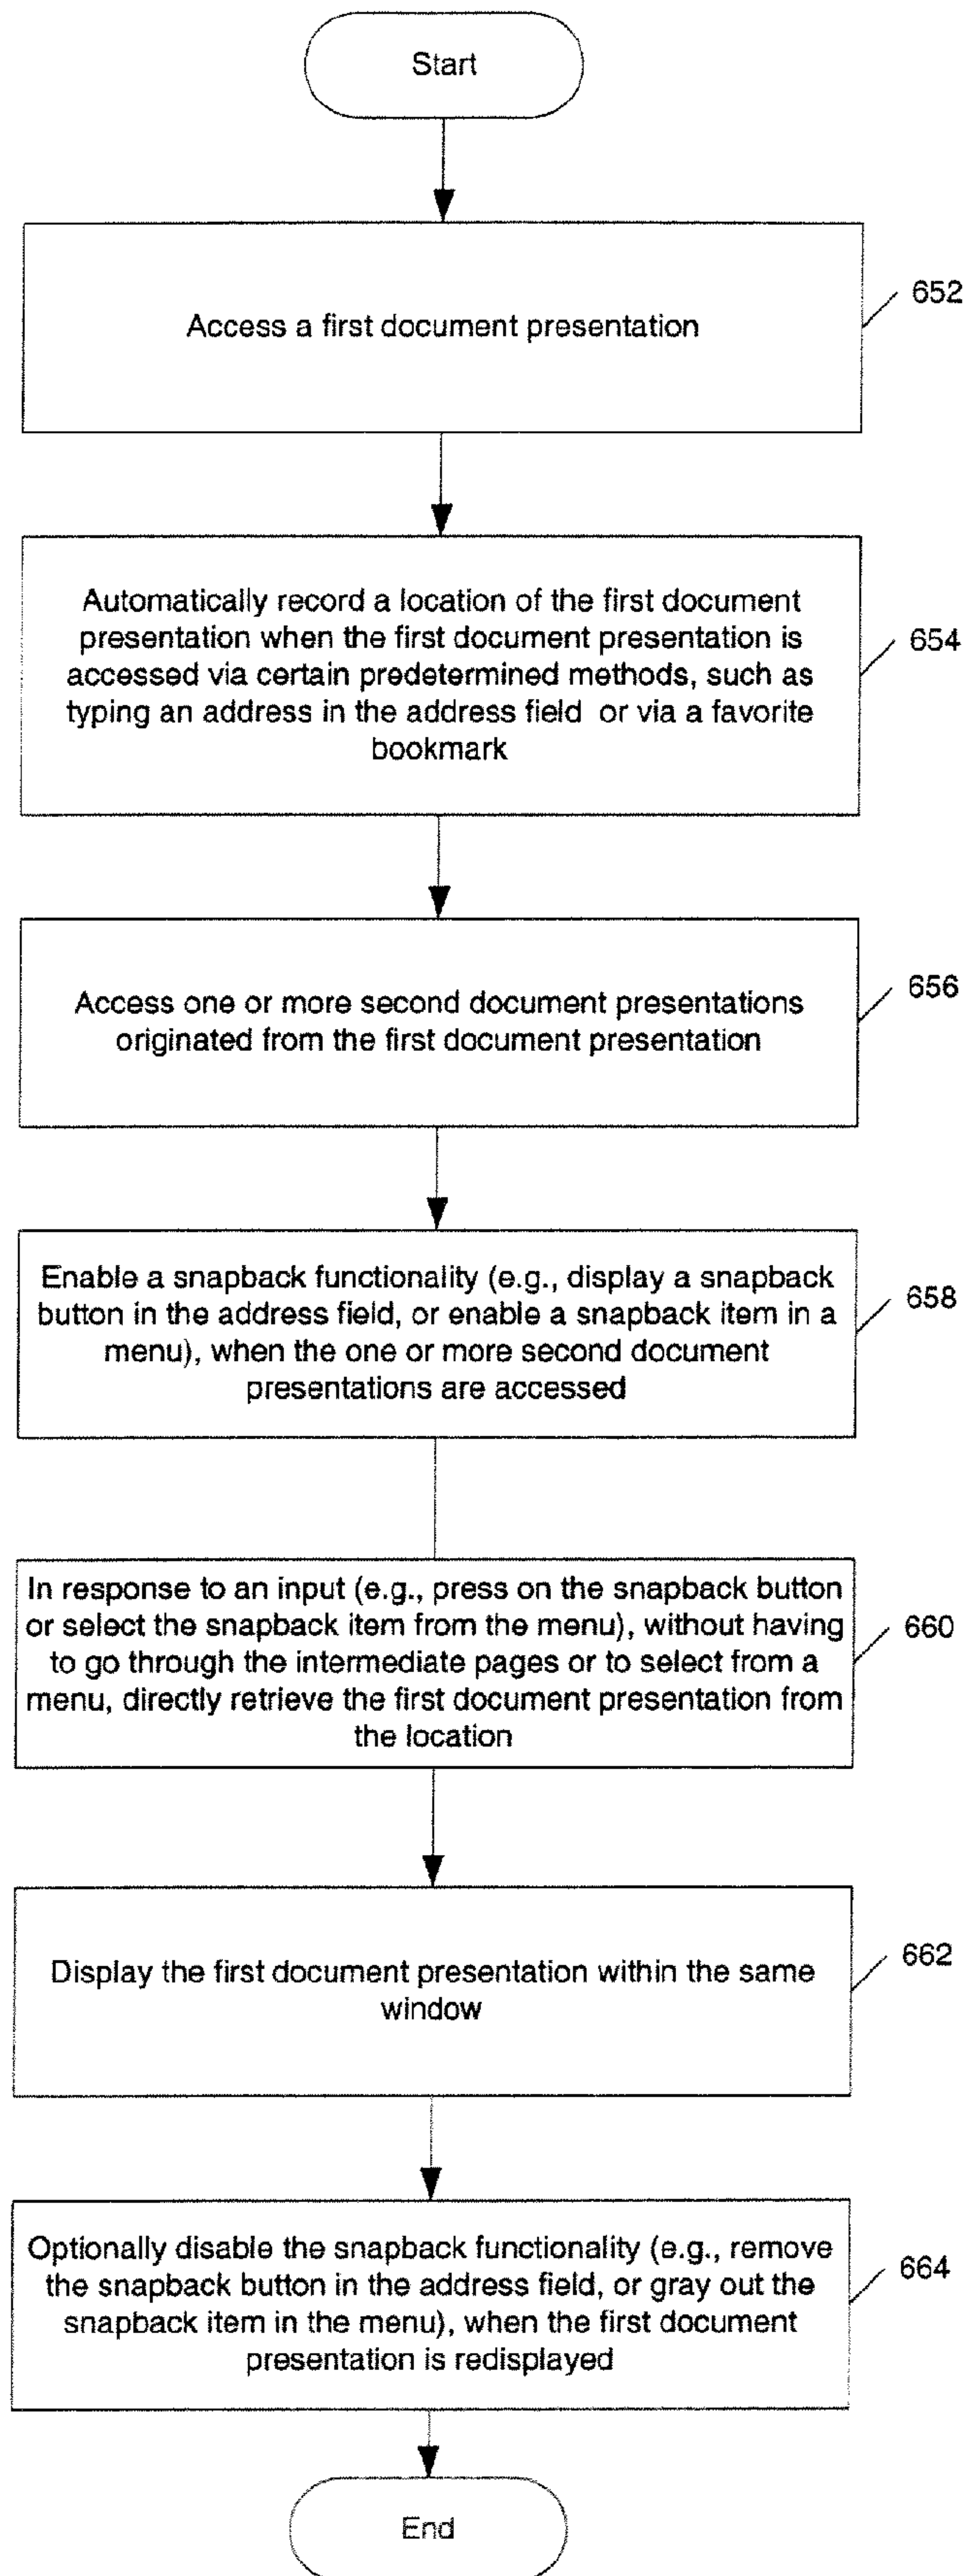 Start
Access a first document presentation
652
Automatically record a location of the first document
presentation when the first document presentation is
accessed via certain predetermined methods, such as
typing an address in the address field or via a favorite
bookmark
654
Access one or more second document presentations
originated from the first document presentation
656
Enable a snapback functionality (e.g., display a snapback
button in the address field, or enable a snapback item in a
menu), when the one or more second document
presentations are accessed
658
In response to an input (e.g., press on the snapback button
or select the snapback item from the menu), without having
to go through the intermediate pages or to select from a
menu, directly retrieve the first document presentation from
the location
660
Display the first document presentation within the same
window
662
Optionally disable the snapback functionality (e.g., remove
the snapback button in the address field, or gray out the
snapback item in the menu), when the first document
presentation is redisplayed
664
End